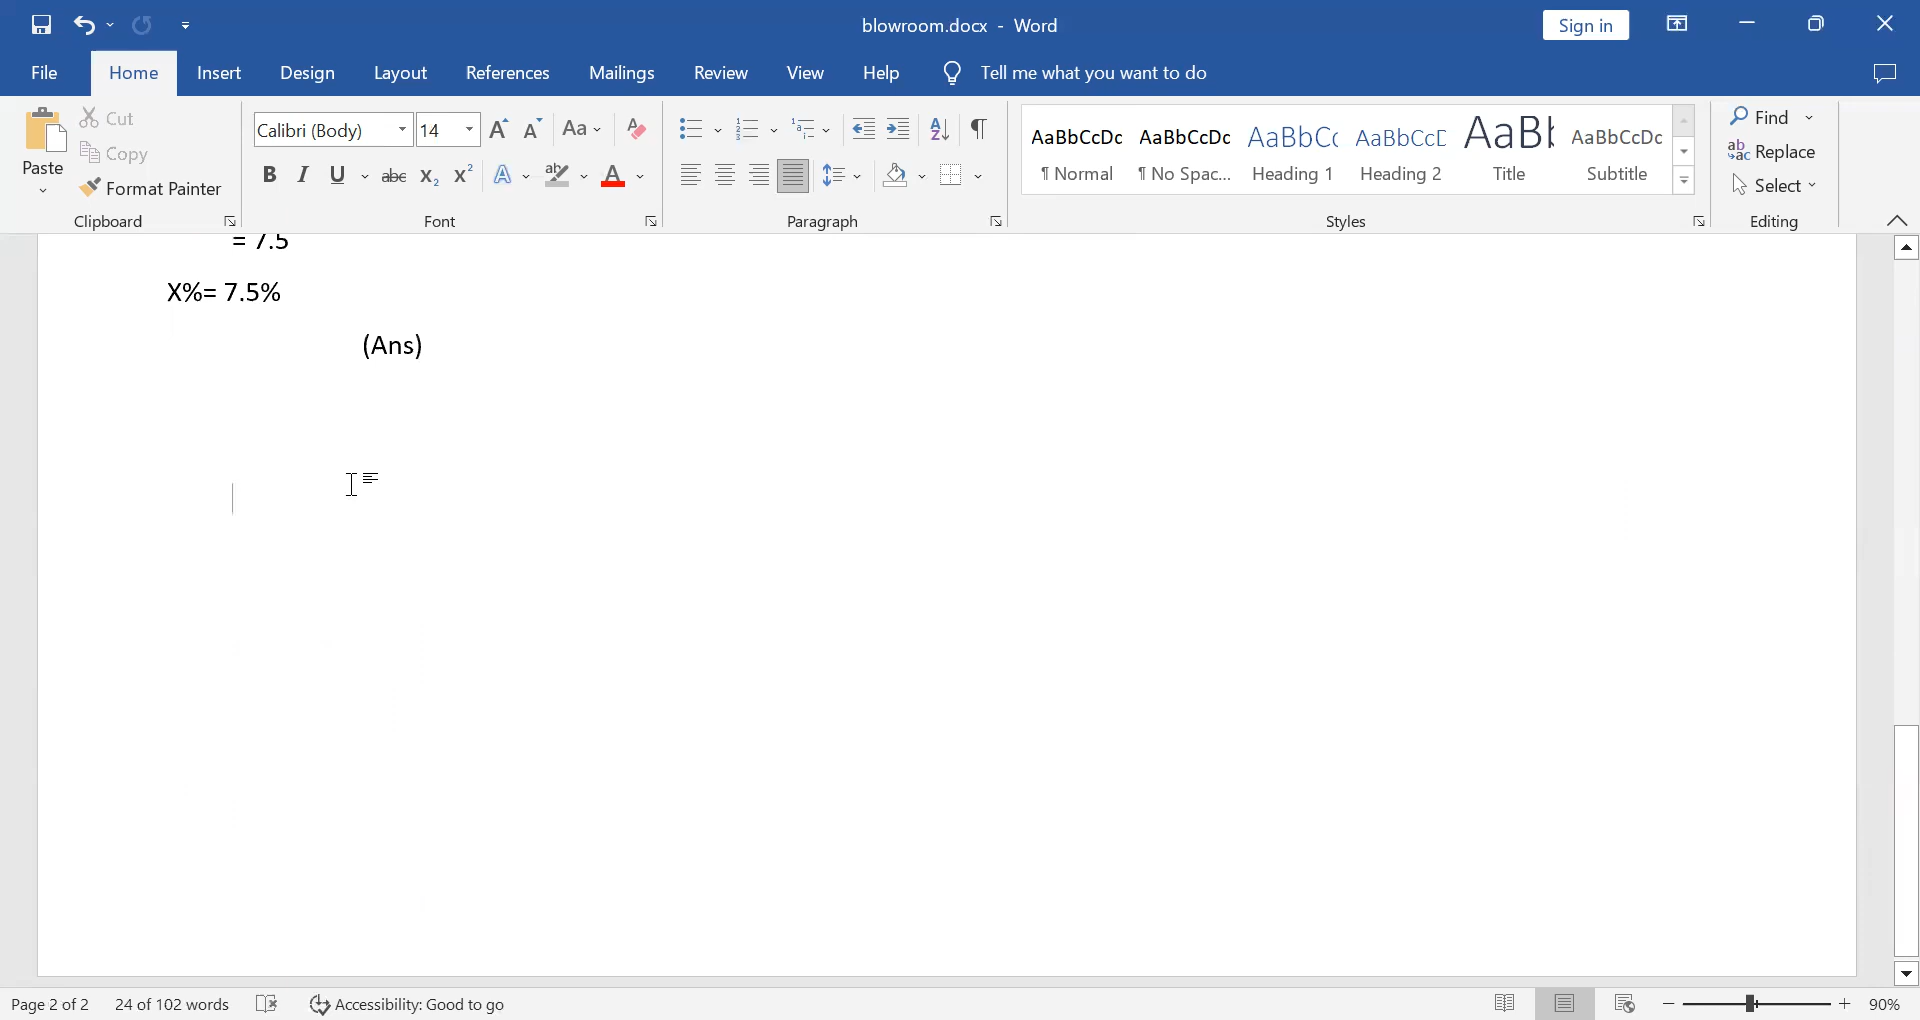 blowroom.docx - Word
Sign in
File Home Insert Design Layout References Mailings Review View Help Tell me what you want to do
Paste
Cut
Copy
Format Painter
Clipboard
Calibri (Body) 14
Font
Paragraph
AaBbCcDc AaBbCcDc AaBbCc AaBbCcD AaBb AaBbCcDc
¶ Normal ¶ No Spac... Heading 1 Heading 2 Title Subtitle
Styles
Find
Replace
Select
Editing
= 7.5
X%= 7.5%
(Ans)
Page 2 of 2 24 of 102 words Accessibility: Good to go 90%